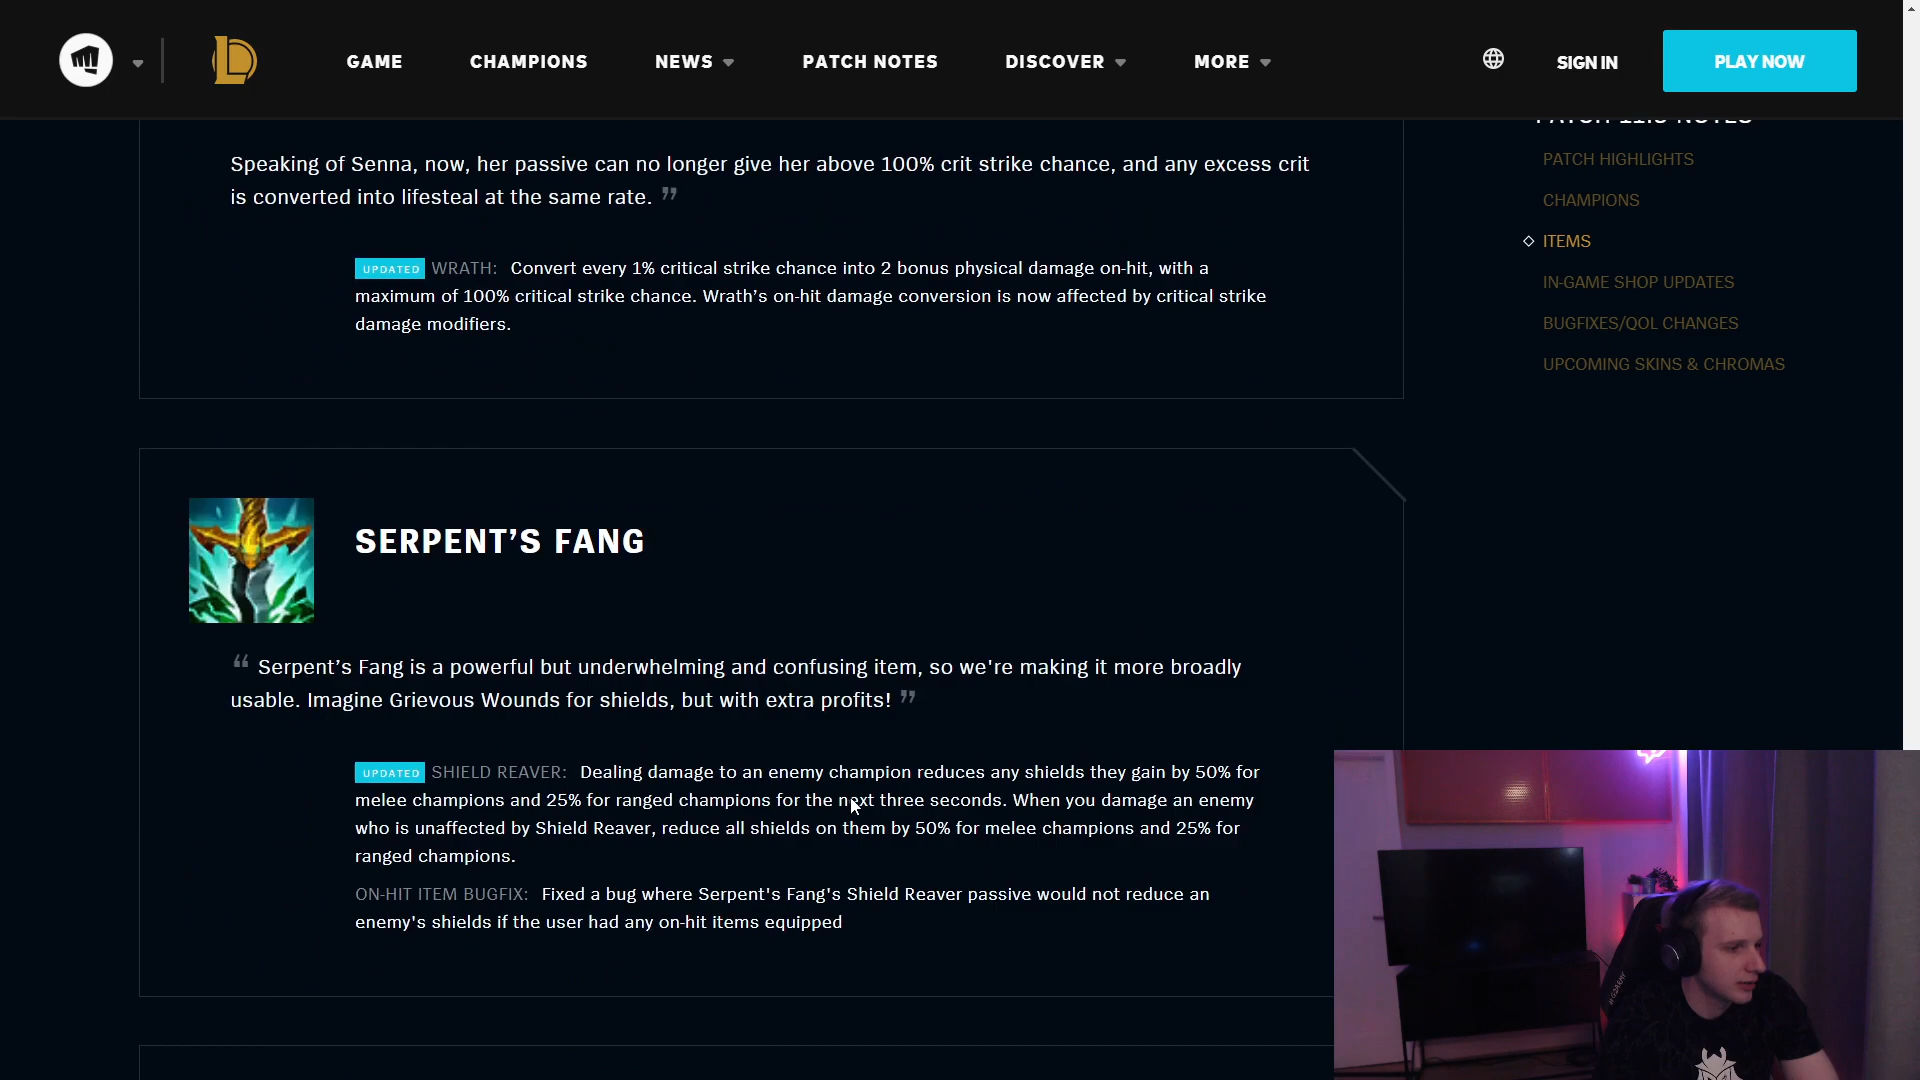 GAME CHAMPIONS NEWS PATCH NOTES DISCOVER MORE SIGN IN PLAY NOW
Speaking of Senna, now, her passive can no longer give her above 100% crit strike chance, and any excess crit
is converted into lifesteal at the same rate. ”
UPDATED WRATH: Convert every 1% critical strike chance into 2 bonus physical damage on-hit, with a
maximum of 100% critical strike chance. Wrath’s on-hit damage conversion is now affected by critical strike
damage modifiers.
SERPENT’S FANG
“ Serpent’s Fang is a powerful but underwhelming and confusing item, so we're making it more broadly
usable. Imagine Grievous Wounds for shields, but with extra profits! ”
UPDATED SHIELD REAVER: Dealing damage to an enemy champion reduces any shields they gain by 50% for
melee champions and 25% for ranged champions for the next three seconds. When you damage an enemy
who is unaffected by Shield Reaver, reduce all shields on them by 50% for melee champions and 25% for
ranged champions.
ON-HIT ITEM BUGFIX: Fixed a bug where Serpent's Fang's Shield Reaver passive would not reduce an
enemy's shields if the user had any on-hit items equipped
PATCH HIGHLIGHTS
CHAMPIONS
ITEMS
IN-GAME SHOP UPDATES
BUGFIXES/QOL CHANGES
UPCOMING SKINS & CHROMAS